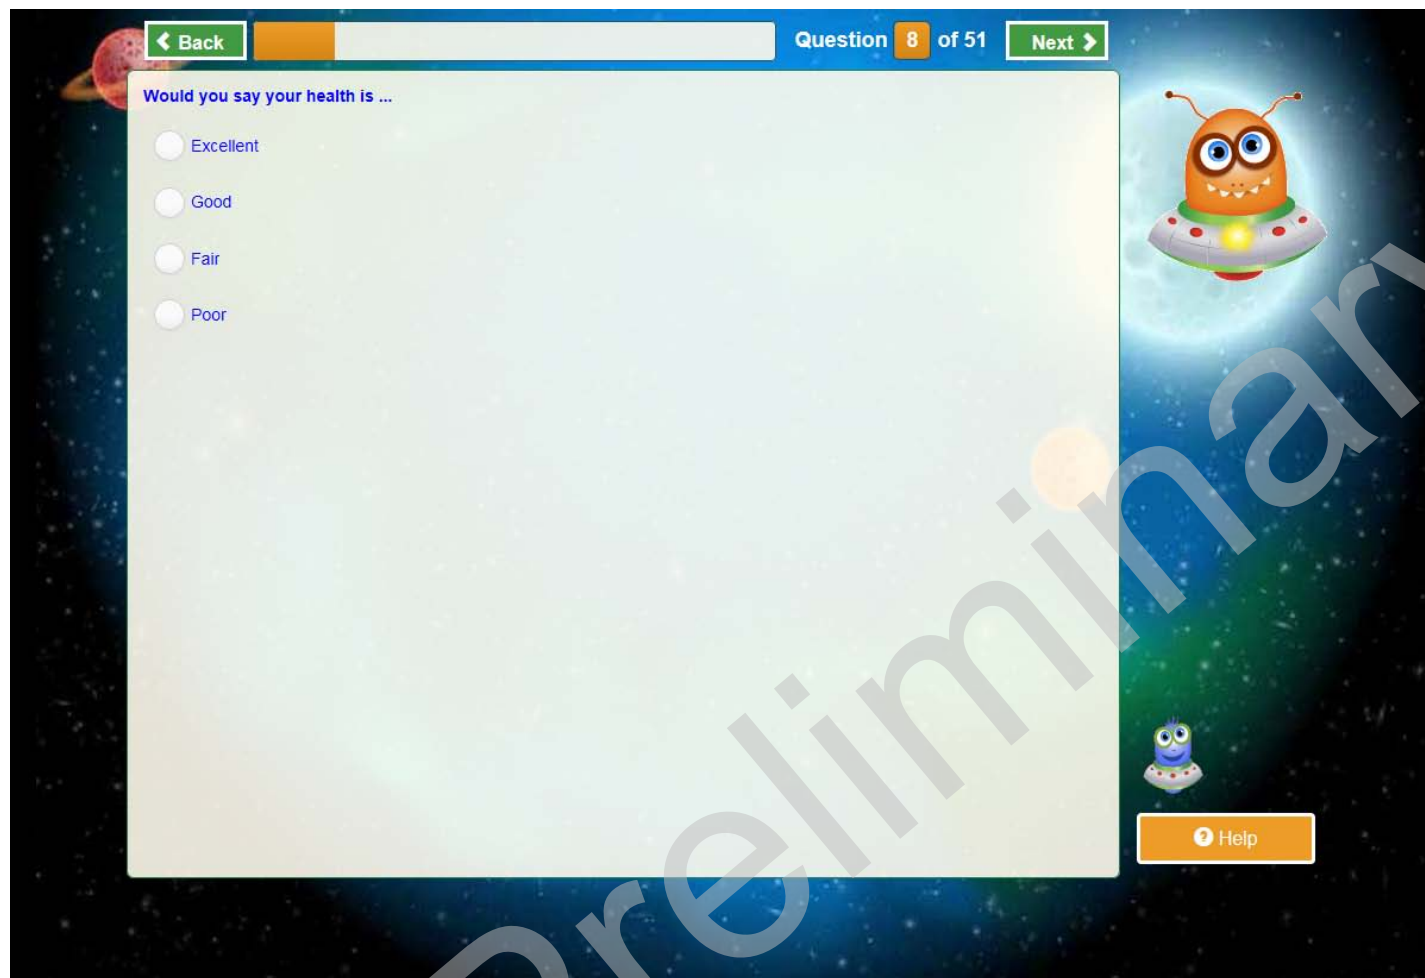 Back
Question 8 of 51
Next
Would you say your health is ...
Excellent
Good
Fair
Poor
Help
Preliminary